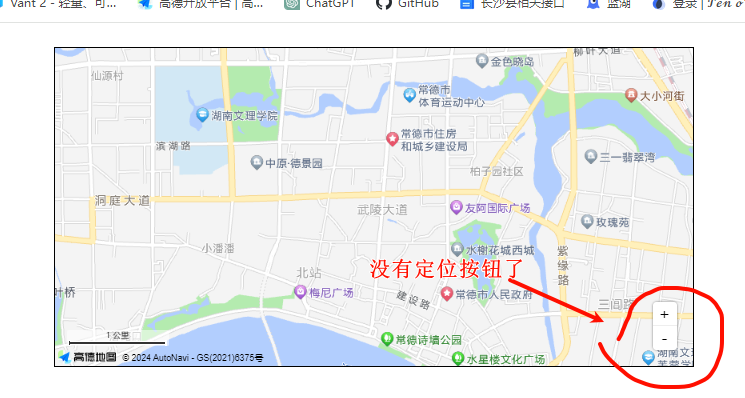 Vant 2 - 轻量、可...
高德开放平台 | 高...
ChatGPT
GitHub
长沙县相关接口
蓝湖
登录 |
仙源村
金色晓岛
柳叶大道
常德市
体育运动中心
大小河街
湖南文理学院
滨湖路
常德市住房
和城乡建设局
中原·德景园
三一翡翠湾
柏子园社区
洞庭大道
武陵大道
友阿国际广场
玫瑰苑
小潘潘
水榭花城西城
紫缘路
没有定位按钮了
北站
叶桥
梅尼广场
建设路
常德市人民政府
三闾路
+
-
1 公里
常德诗墙公园
高德地图
© 2024 AutoNavi - GS(2021)6375号
水星楼文化广场
湖南文